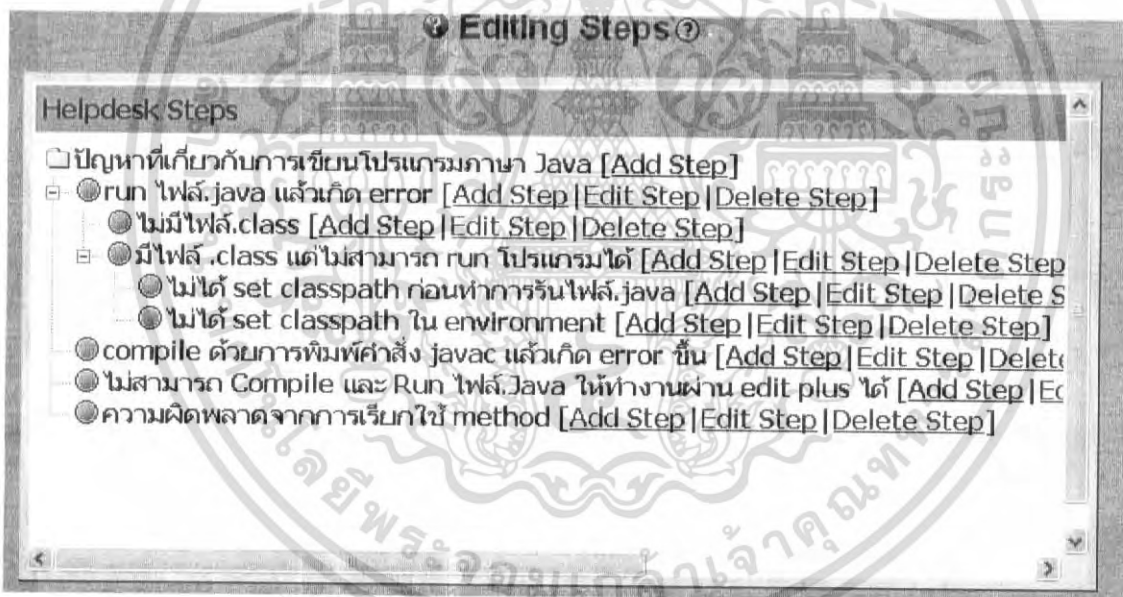 Editing Steps ?
Helpdesk Steps
ปัญหาที่เกี่ยวกับการเขียนโปรแกรมภาษา Java [Add Step]
run ไฟล์.java แล้วเกิด error [Add Step|Edit Step|Delete Step]
ไม่มีไฟล์.class [Add Step|Edit Step|Delete Step]
มีไฟล์ .class แต่ไม่สามารถ run โปรแกรมได้ [Add Step|Edit Step|Delete Step
ไม่ได้ set classpath ก่อนทำการรันไฟล์.java [Add Step|Edit Step|Delete S
ไม่ได้ set classpath ใน environment [Add Step|Edit Step|Delete Step]
compile ด้วยการพิมพ์คำสั่ง javac แล้วเกิด error ขึ้น [Add Step|Edit Step|Delete
ไม่สามารถ Compile และ Run ไฟล์.Java ให้ทำงานผ่าน edit plus ได้ [Add Step|Ed
ความผิดพลาดจากการเรียกใช้ method [Add Step|Edit Step|Delete Step]